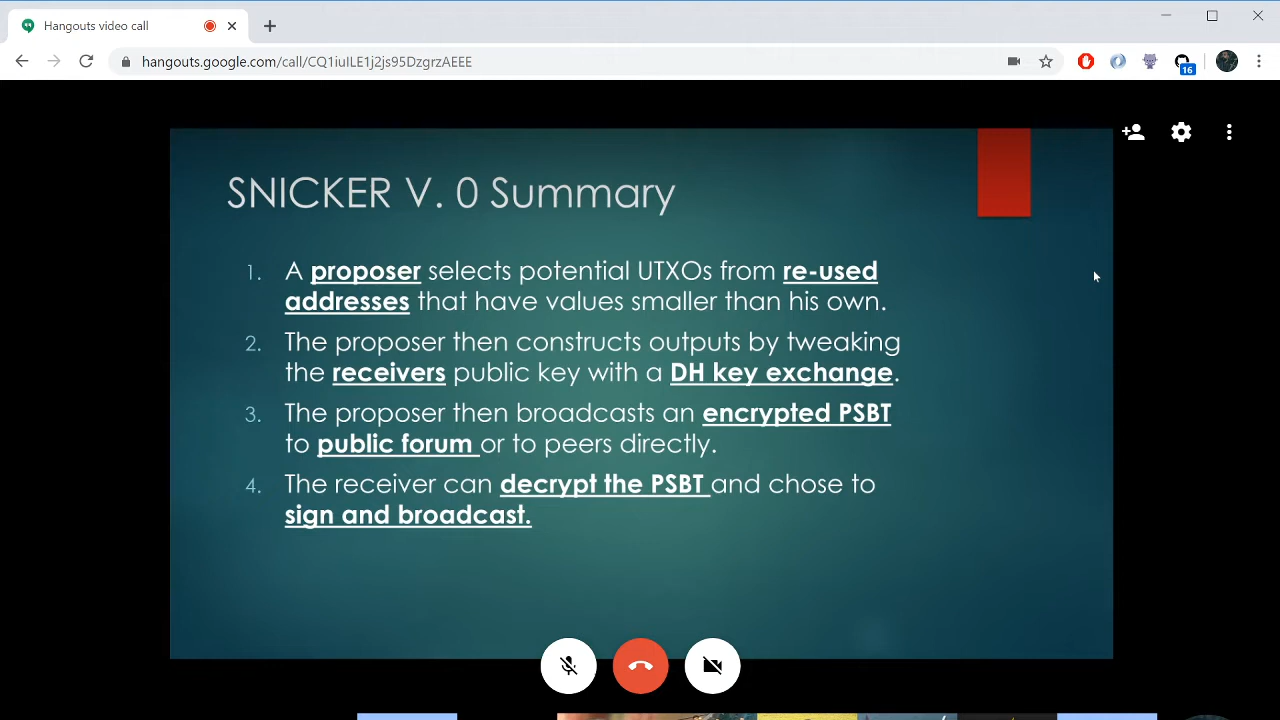 Hangouts video call
hangouts.google.com/call/CQ1iuILE1j2js95DzgrzAEEE
16
SNICKER V. 0 Summary
1. A proposer selects potential UTXOs from re-used
addresses that have values smaller than his own.
2. The proposer then constructs outputs by tweaking
the receivers public key with a DH key exchange.
3. The proposer then broadcasts an encrypted PSBT
to public forum or to peers directly.
4. The receiver can decrypt the PSBT and chose to
sign and broadcast.